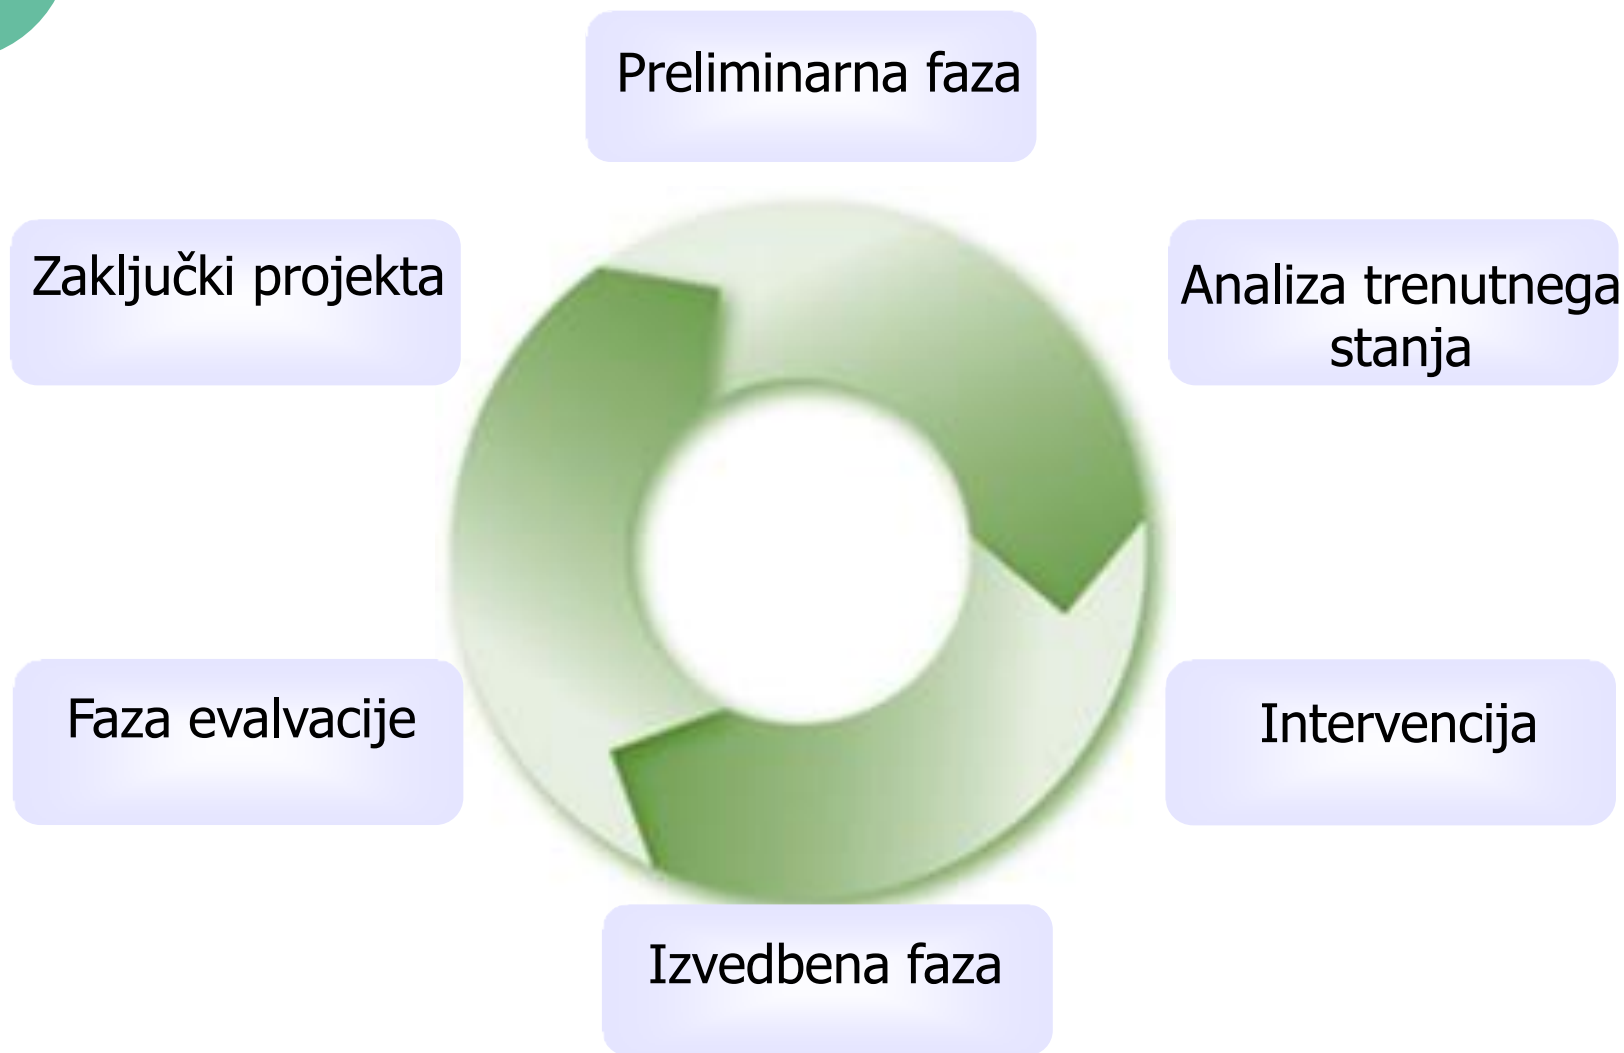 Preliminarna faza
Zaključki projekta
Analiza trenutnega
stanja
Faza evalvacije
Intervencija
Izvedbena faza